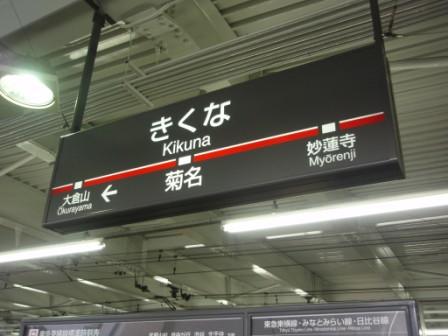 きくな
Kikuna
菊名
大倉山
Ōkurayama
←
妙蓮寺
Myōrenji
東急東横線・みなとみらい線・日比谷線